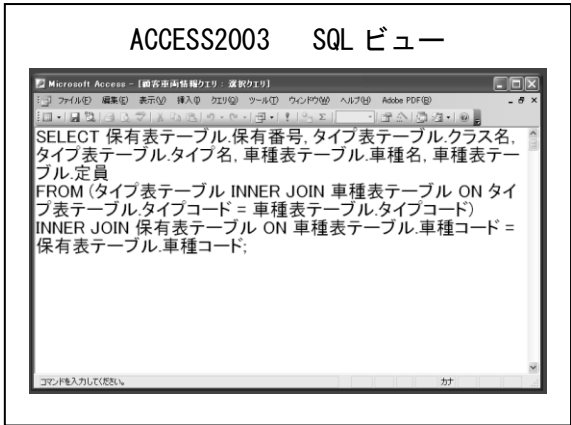 ACCESS2003 SQL ビュー
Microsoft Access - [顧客車両情報クエリ : 選択クエリ]
ファイル(F) 編集(E) 表示(V) 挿入(I) クエリ(Q) ツール(T) ウィンドウ(W) ヘルプ(H) Adobe PDF(B)
SELECT 保有表テーブル.保有番号, タイプ表テーブル.クラス名,
タイプ表テーブル.タイプ名, 車種表テーブル.車種名, 車種表テー
ブル.定員
FROM (タイプ表テーブル INNER JOIN 車種表テーブル ON タイ
プ表テーブル.タイプコード = 車種表テーブル.タイプコード)
INNER JOIN 保有表テーブル ON 車種表テーブル.車種コード =
保有表テーブル.車種コード;
コマンドを入力してください。 カナ